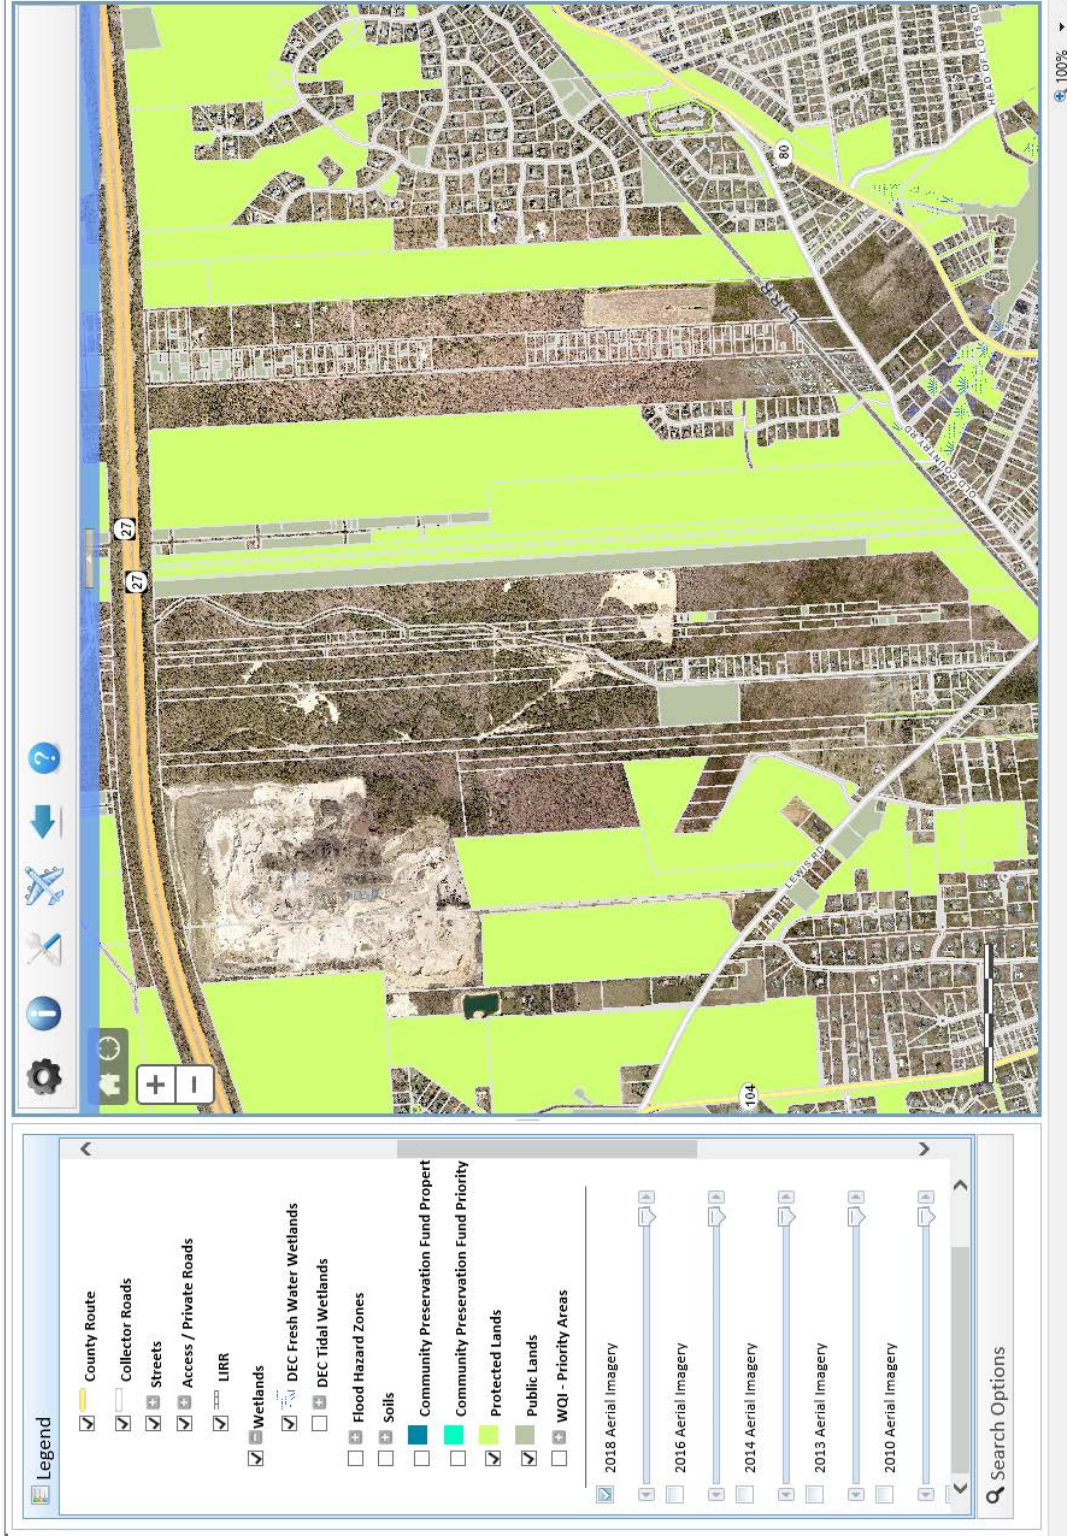 Legend
County Route
Collector Roads
Streets
Access / Private Roads
LIRR
Wetlands
DEC Fresh Water Wetlands
DEC Tidal Wetlands
Flood Hazard Zones
Soils
Community Preservation Fund Propert
Community Preservation Fund Priority
Protected Lands
Public Lands
WQI - Priority Areas
2018 Aerial Imagery
2016 Aerial Imagery
2014 Aerial Imagery
2013 Aerial Imagery
2010 Aerial Imagery
Search Options
+
−
27
27
104
LEWIS RD
OLD COUNTRY RD
LIRR
80
HEAD OF LOTS RD
100%